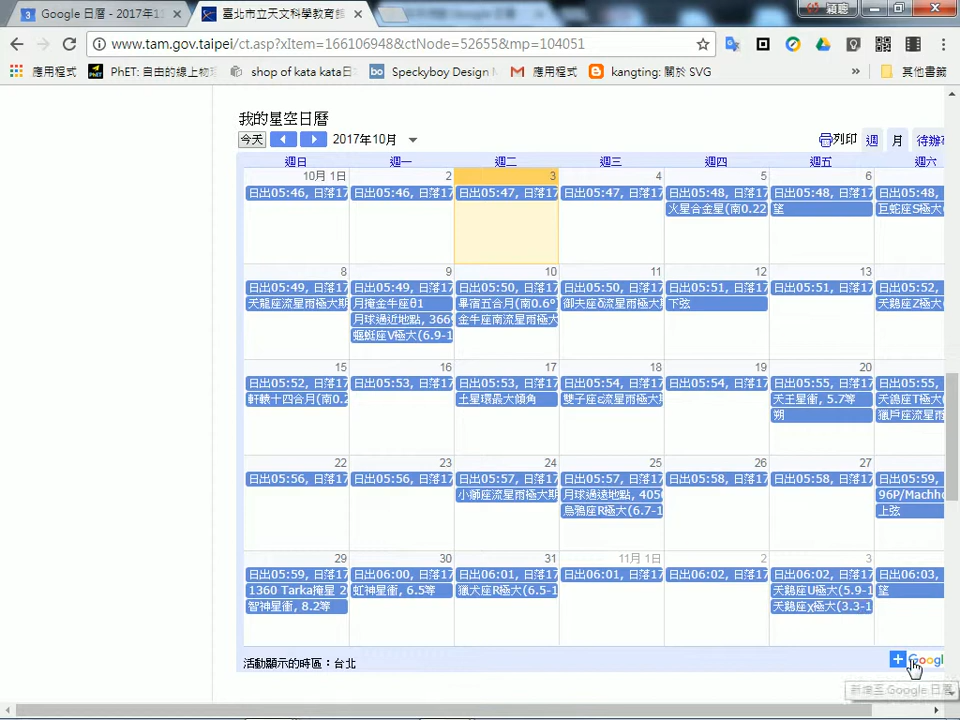 Google 日曆 - 2017年1
臺北市立天文科學教育館
www.tam.gov.taipei/ct.asp?xItem=166106948&ctNode=52655&mp=104051
應用程式
PhET: 自由的線上物理
shop of kata kata日
Speckyboy Design M
應用程式
kangting: 關於 SVG
»
其他書籤
我的星空日曆
今天
2017年10月
列印
週
月
待辦
週日 週一 週二 週三 週四 週五 週六
10月 1日 2 3 4 5 6
日出05:46, 日落17 日出05:46, 日落17 日出05:47, 日落17 日出05:47, 日落17 日出05:48, 日落17 日出05:48, 日落17 日出05:48,
火星合金星(南0.22 望 巨蛇座S極大
8 9 10 11 12 13
日出05:49, 日落17 日出05:49, 日落17 日出05:50, 日落17 日出05:50, 日落17 日出05:51, 日落17 日出05:51, 日落17 日出05:52,
天龍座流星雨極大期 月掩金牛座θ1 畢宿五合月(南0.6° 御夫座δ流星雨極大 下弦 天鵝座Z極大
月球過近地點, 366 金牛座南流星雨極大
蝘蜓座V極大(6.9-1
15 16 17 18 19 20
日出05:52, 日落17 日出05:53, 日落17 日出05:53, 日落17 日出05:54, 日落17 日出05:54, 日落17 日出05:55, 日落17 日出05:55,
軒轅十四合月(南0.2 土星環最大傾角 雙子座ε流星雨極大 天王星衝, 5.7等 天鴿座T極大
朔 獵戶座流星雨
22 23 24 25 26 27
日出05:56, 日落17 日出05:56, 日落17 日出05:57, 日落17 日出05:57, 日落17 日出05:58, 日落17 日出05:58, 日落17 日出05:59,
小獅座流星雨極大期 月球過遠地點, 405 96P/Machh
烏鴉座R極大(6.7-1 上弦
29 30 31 11月 1日 2 3
日出05:59, 日落17 日出06:00, 日落17 日出06:01, 日落17 日出06:01, 日落17 日出06:02, 日落17 日出06:02, 日落17 日出06:03,
1360 Tarka掩星 2 虹神星衝, 6.5等 獵犬座R極大(6.5-1 天鵝座U極大(5.9-1 望
智神星衝, 8.2等 天鵝座χ極大(3.3-1
活動顯示的時區：台北
Googl
新增至 Google 日曆